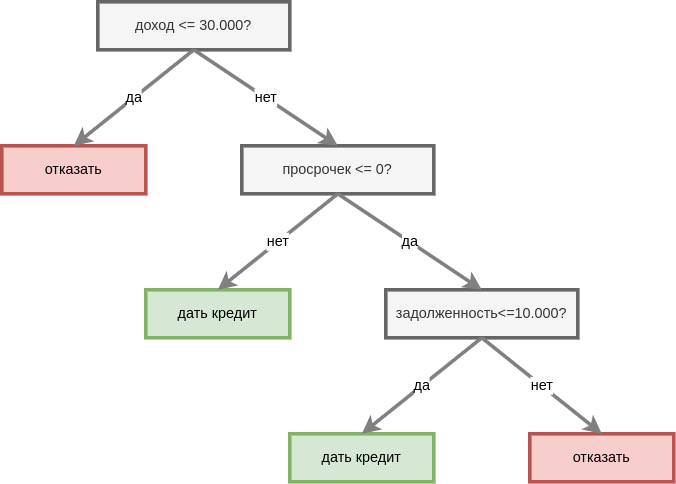 доход <= 30.000?
да
нет
отказать
просрочек <= 0?
нет
да
дать кредит
задолженность<=10.000?
да
нет
дать кредит
отказать